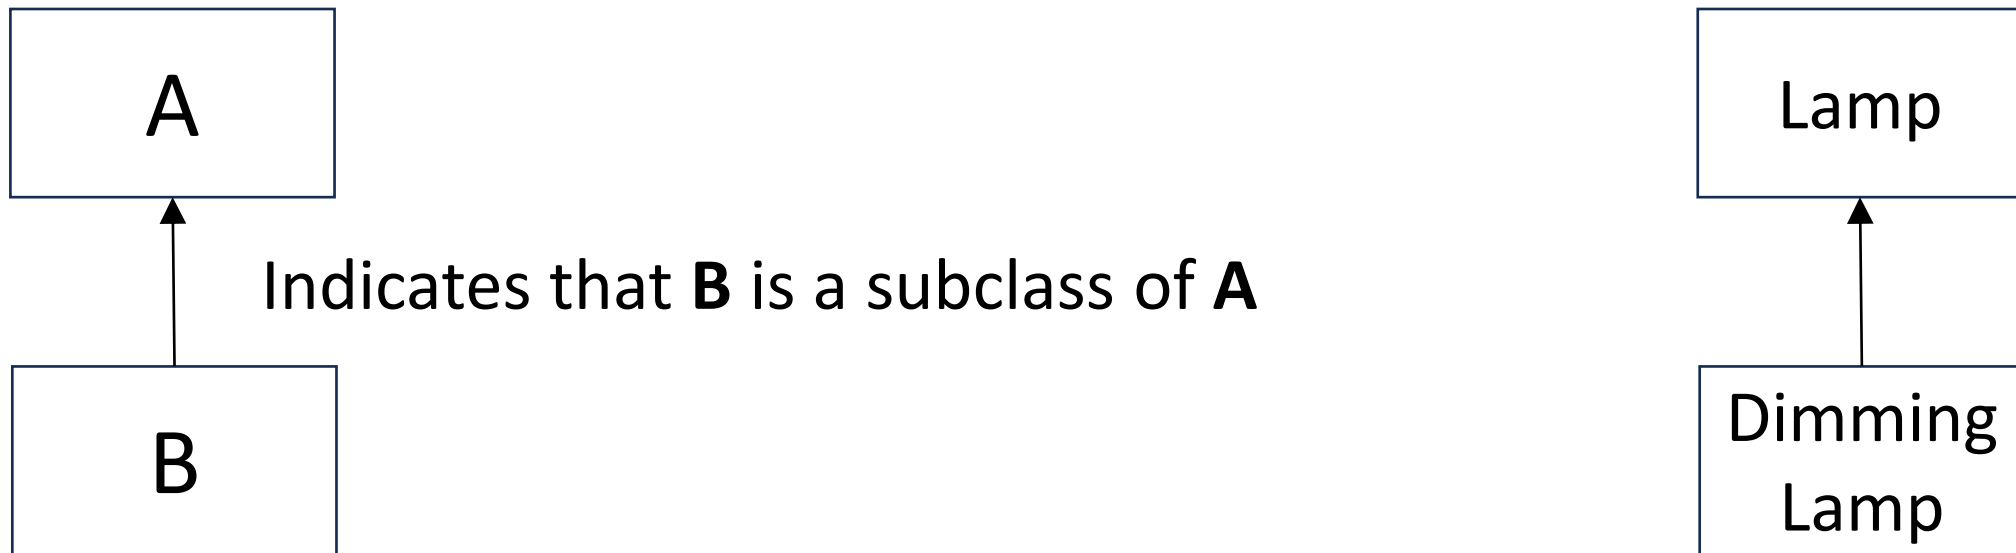 A
Lamp
Indicates that B is a subclass of A
B
Dimming
Lamp